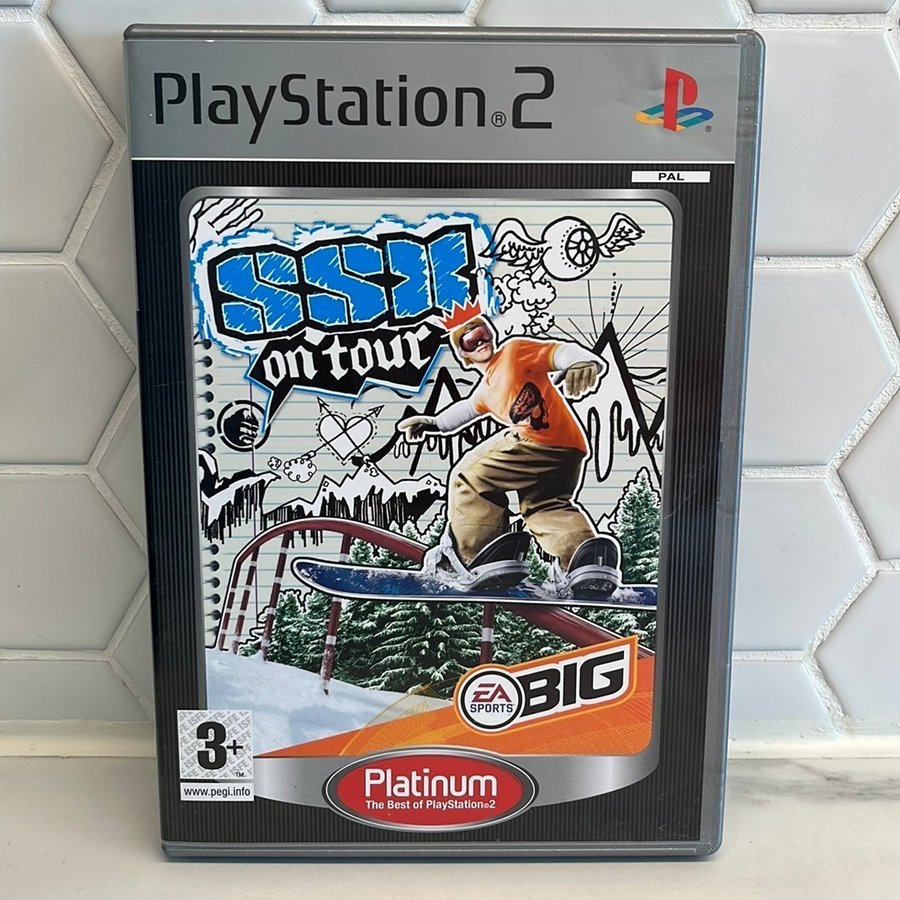 PlayStation®2
PAL
SSX
on tour
EA
SPORTS
BIG
3+
TM
www.pegi.info
Platinum
The Best of PlayStation®2